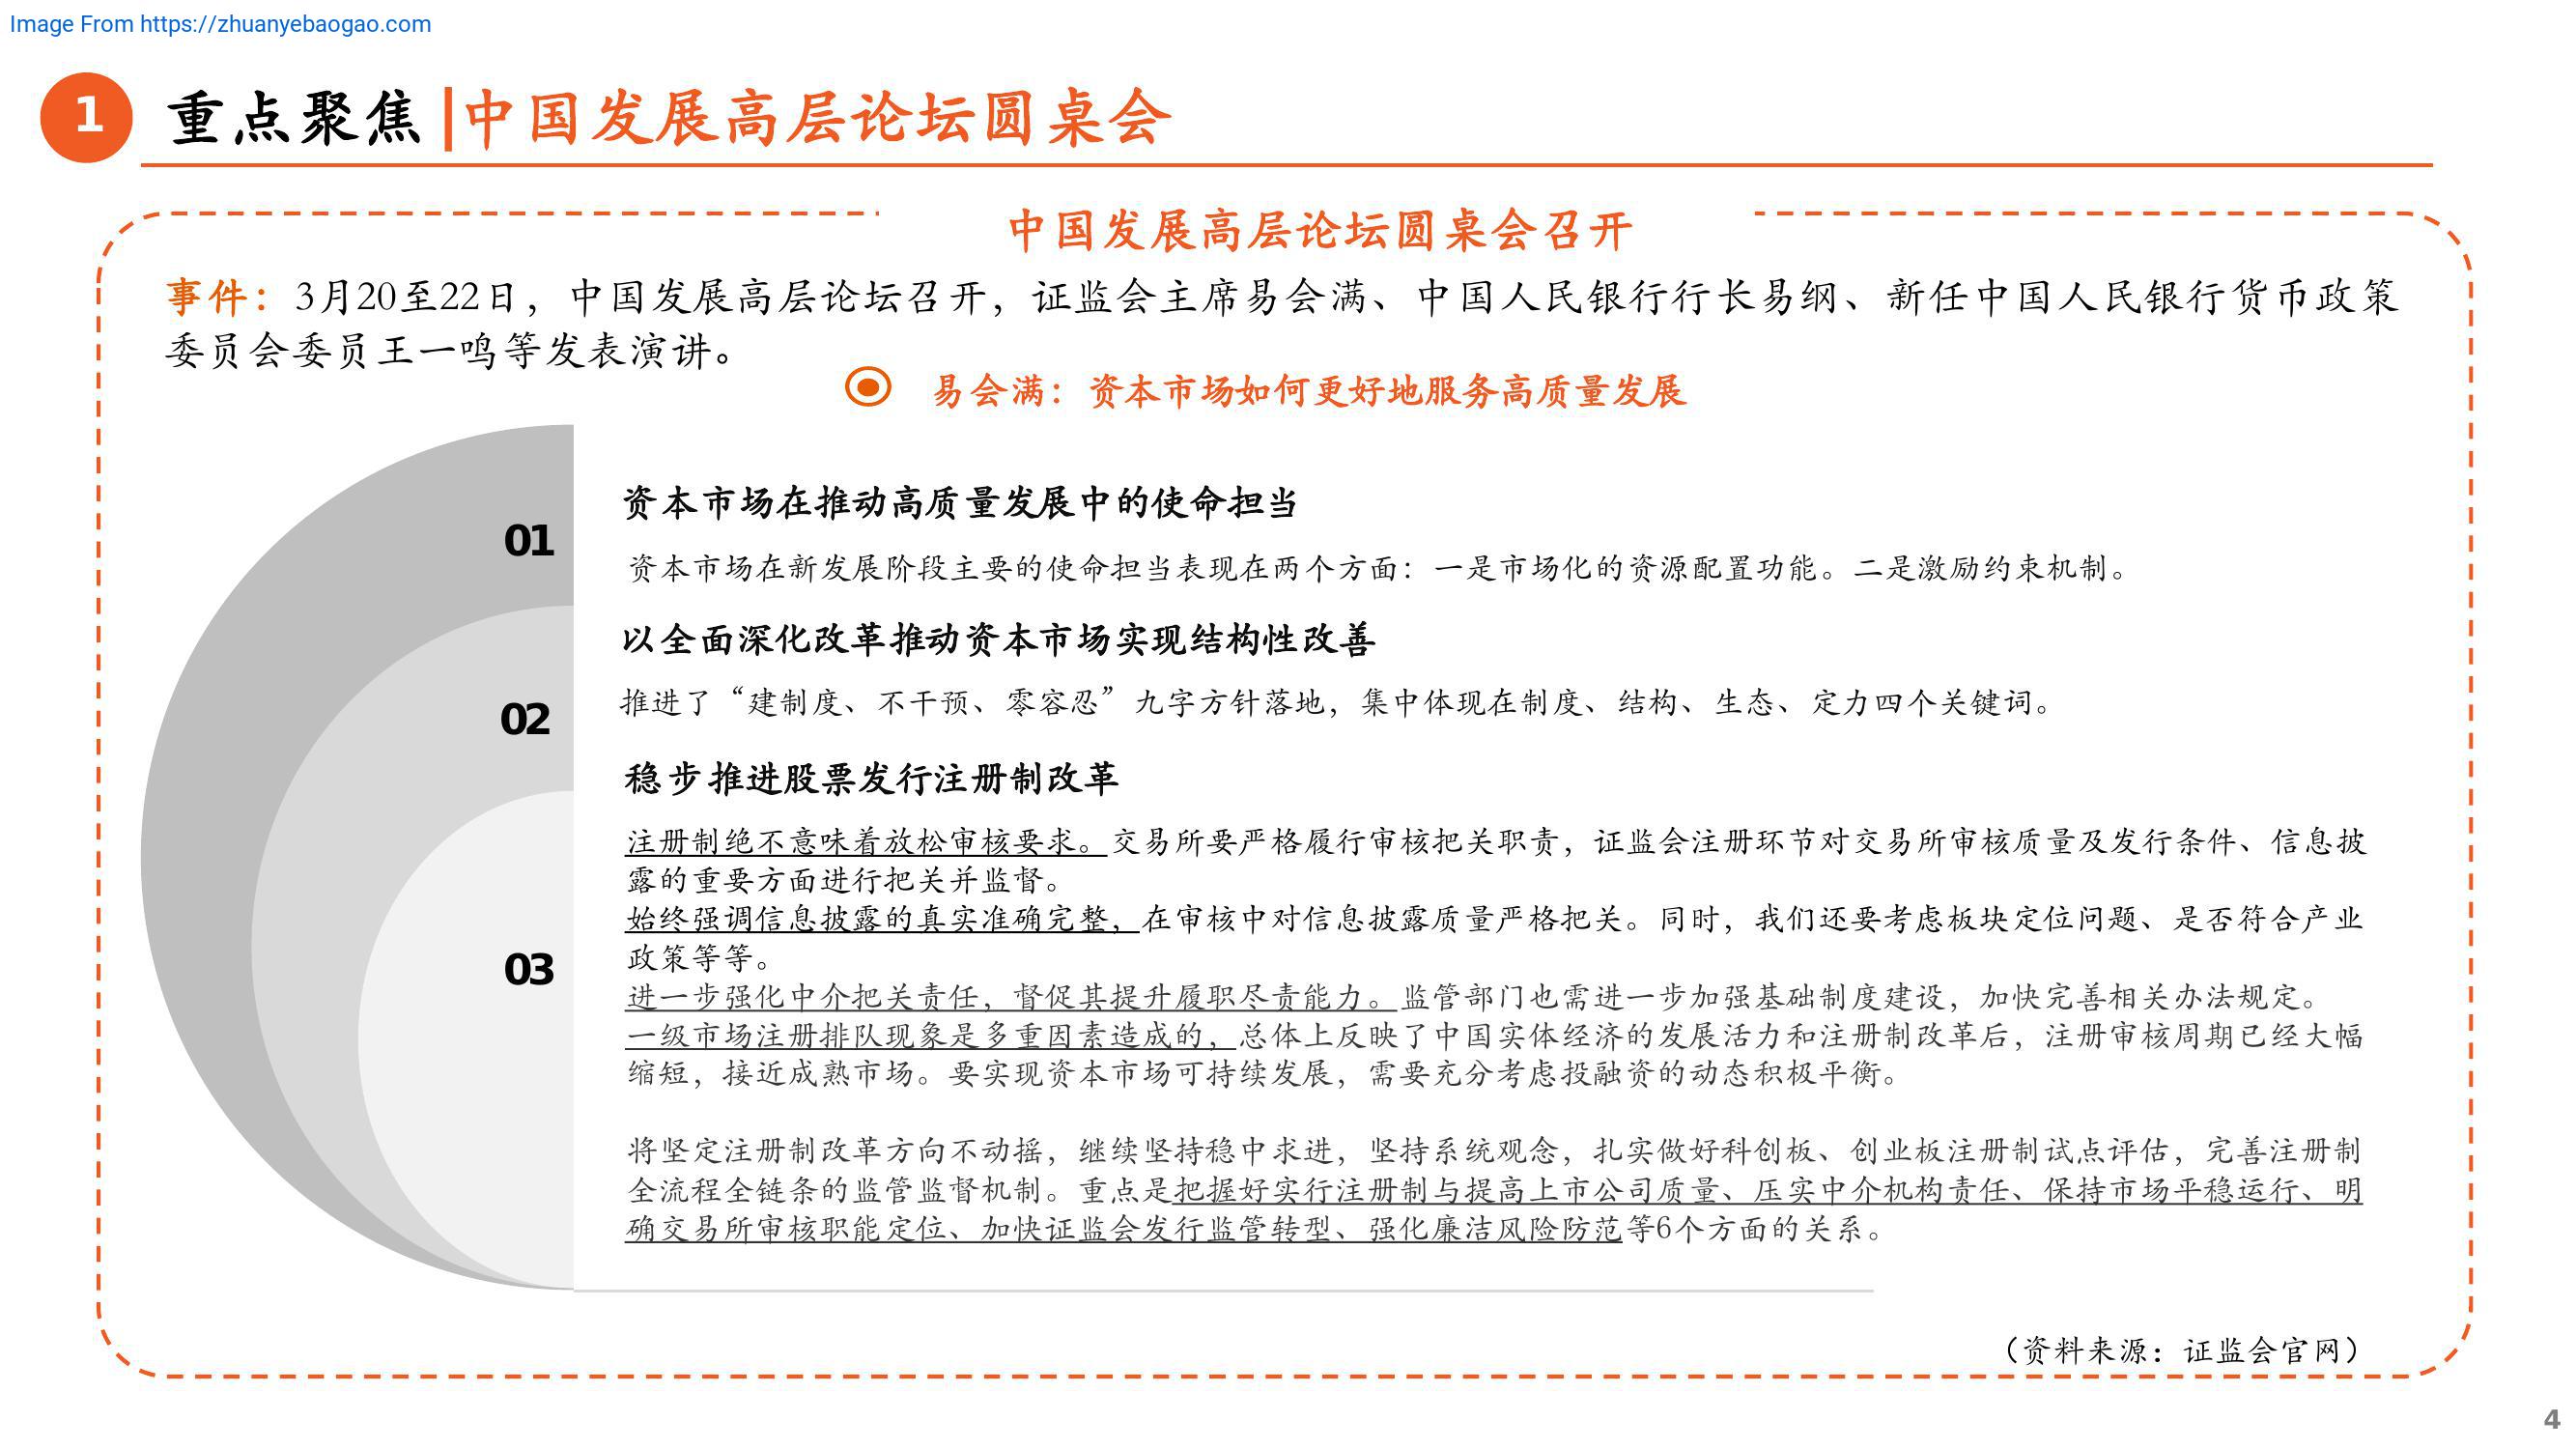 Image From https://zhuanyebaogao.com
1
重点聚焦|中国发展高层论坛圆桌会
中国发展高层论坛圆桌会召开
事件：3月20至22日，中国发展高层论坛召开，证监会主席易会满、中国人民银行行长易纲、新任中国人民银行货币政策
委员会委员王一鸣等发表演讲。
易会满：资本市场如何更好地服务高质量发展
01
资本市场在推动高质量发展中的使命担当
资本市场在新发展阶段主要的使命担当表现在两个方面：一是市场化的资源配置功能。二是激励约束机制。
02
以全面深化改革推动资本市场实现结构性改善
推进了“建制度、不干预、零容忍”九字方针落地，集中体现在制度、结构、生态、定力四个关键词。
03
稳步推进股票发行注册制改革
注册制绝不意味着放松审核要求。交易所要严格履行审核把关职责，证监会注册环节对交易所审核质量及发行条件、信息披
露的重要方面进行把关并监督。
始终强调信息披露的真实准确完整，在审核中对信息披露质量严格把关。同时，我们还要考虑板块定位问题、是否符合产业
政策等等。
进一步强化中介把关责任，督促其提升履职尽责能力。监管部门也需进一步加强基础制度建设，加快完善相关办法规定。
一级市场注册排队现象是多重因素造成的，总体上反映了中国实体经济的发展活力和注册制改革后，注册审核周期已经大幅
缩短，接近成熟市场。要实现资本市场可持续发展，需要充分考虑投融资的动态积极平衡。
将坚定注册制改革方向不动摇，继续坚持稳中求进，坚持系统观念，扎实做好科创板、创业板注册制试点评估，完善注册制
全流程全链条的监管监督机制。重点是把握好实行注册制与提高上市公司质量、压实中介机构责任、保持市场平稳运行、明
确交易所审核职能定位、加快证监会发行监管转型、强化廉洁风险防范等6个方面的关系。
（资料来源：证监会官网）
4